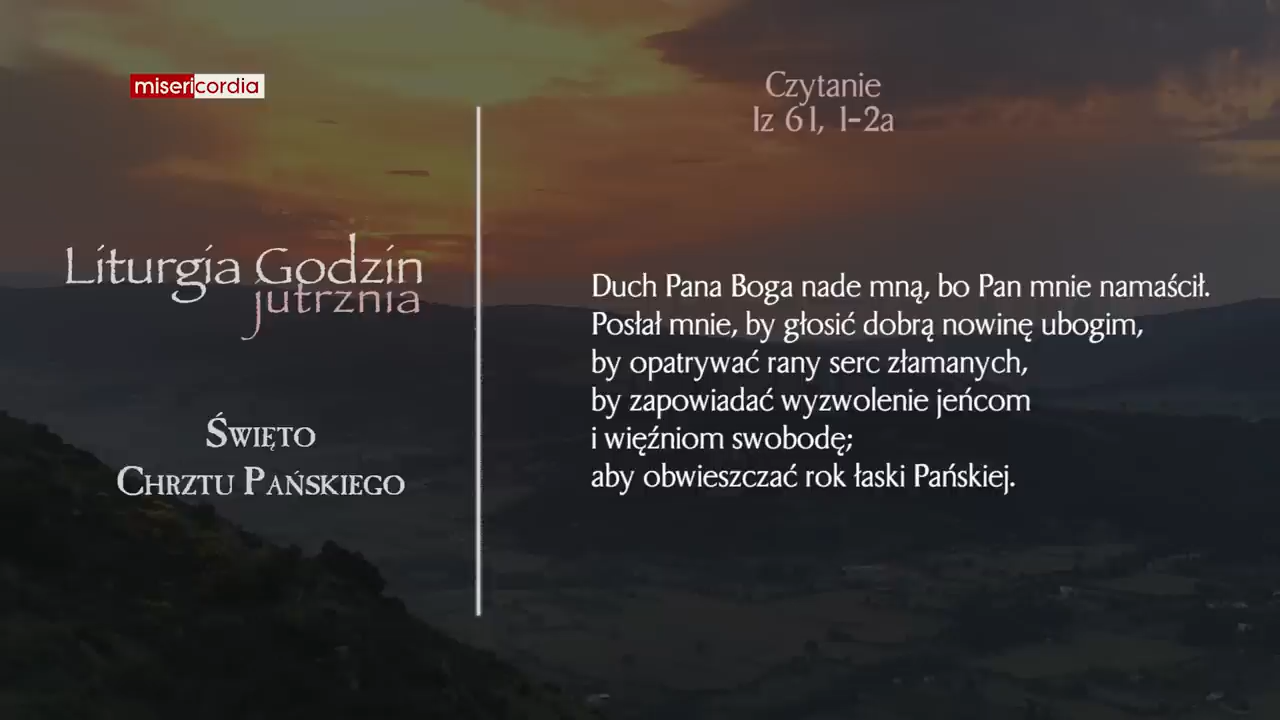 misericordia
Liturgia Godzin
jutrznia
Święto
Chrztu Pańskiego
Czytanie
Iz 61, 1-2a
Duch Pana Boga nade mną, bo Pan mnie namaścił.
Posłał mnie, by głosić dobrą nowinę ubogim,
by opatrywać rany serc złamanych,
by zapowiadać wyzwolenie jeńcom
i więźniom swobodę;
aby obwieszczać rok łaski Pańskiej.